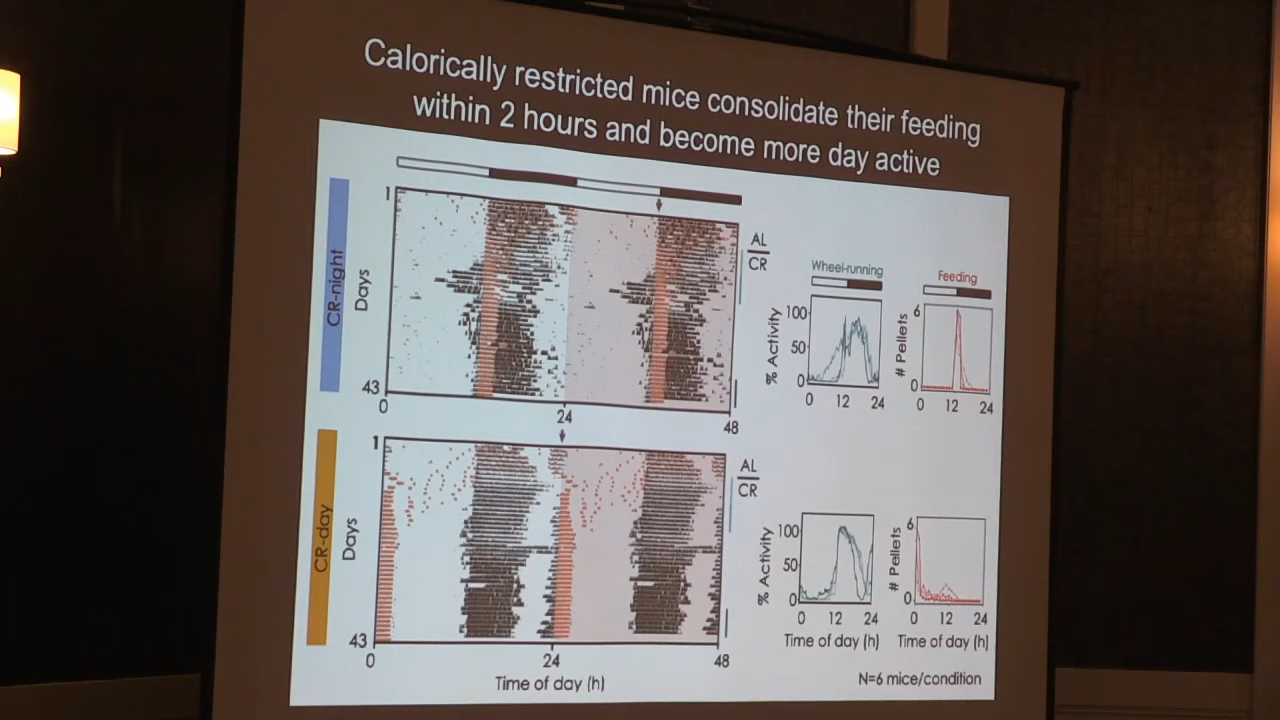 Calorically restricted mice consolidate their feeding
within 2 hours and become more day active
CR-night
Days
1
43
0
24
48
AL
CR
Wheel-running
% Activity
100
50
0
0 12 24
Feeding
# Pellets
6
0
0 12 24
CR-day
Days
1
43
0
24
48
Time of day (h)
AL
CR
% Activity
100
50
0
0 12 24
Time of day (h)
# Pellets
6
0
0 12 24
Time of day (h)
N=6 mice/condition